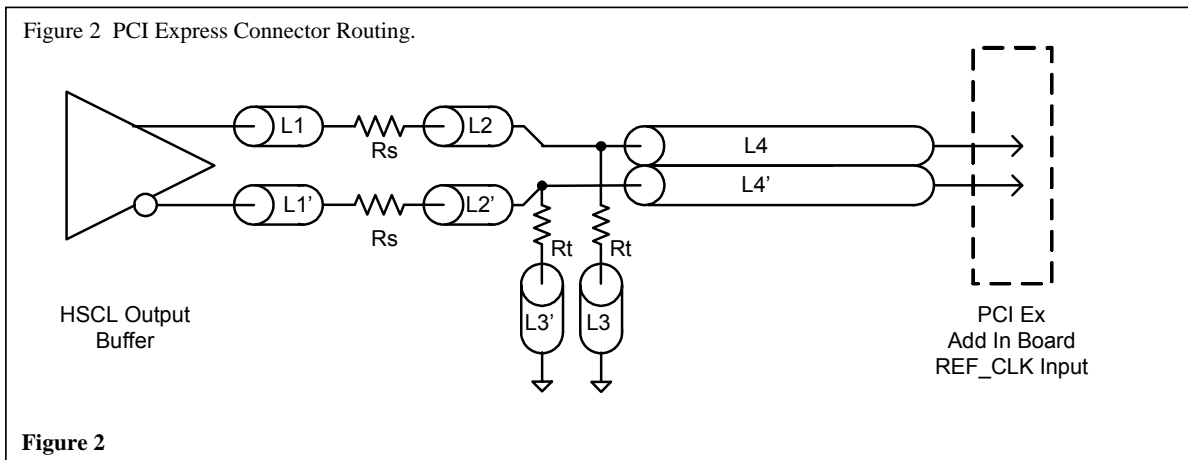 Figure 2 PCI Express Connector Routing.
L1
Rs
L2
L4
L1'
Rs
L2'
L4'
Rt
Rt
L3'
L3
HSCL Output
Buffer
PCI Ex
Add In Board
REF_CLK Input
Figure 2